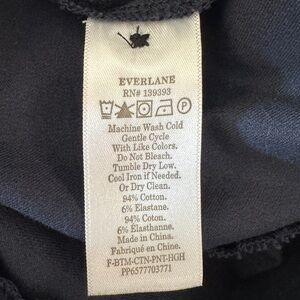 EVERLANE
RN# 139393
Machine Wash Cold
Gentle Cycle
With Like Colors.
Do Not Bleach.
Tumble Dry Low.
Cool Iron if Needed.
Or Dry Clean.
94% Cotton.
6% Elastane.
94% Coton.
6% Élasthanne.
Made in China.
Fabriqué en Chine.
F-BTM-CTN-PNT-HGH
PP6577703771